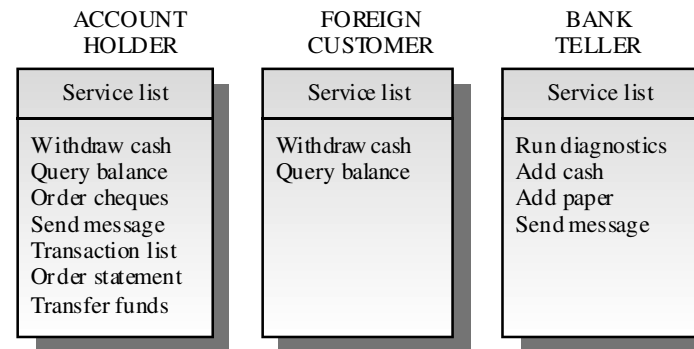 ACCOUNT
HOLDER
Service list
Withdraw cash
Query balance
Order cheques
Send message
Transaction list
Order statement
Transfer funds
FOREIGN
CUSTOMER
Service list
Withdraw cash
Query balance
BANK
TELLER
Service list
Run diagnostics
Add cash
Add paper
Send message